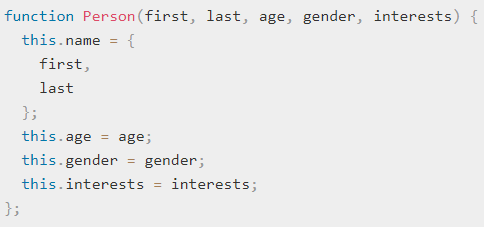 function Person(first, last, age, gender, interests) {
  this.name = {
    first,
    last
  };
  this.age = age;
  this.gender = gender;
  this.interests = interests;
};